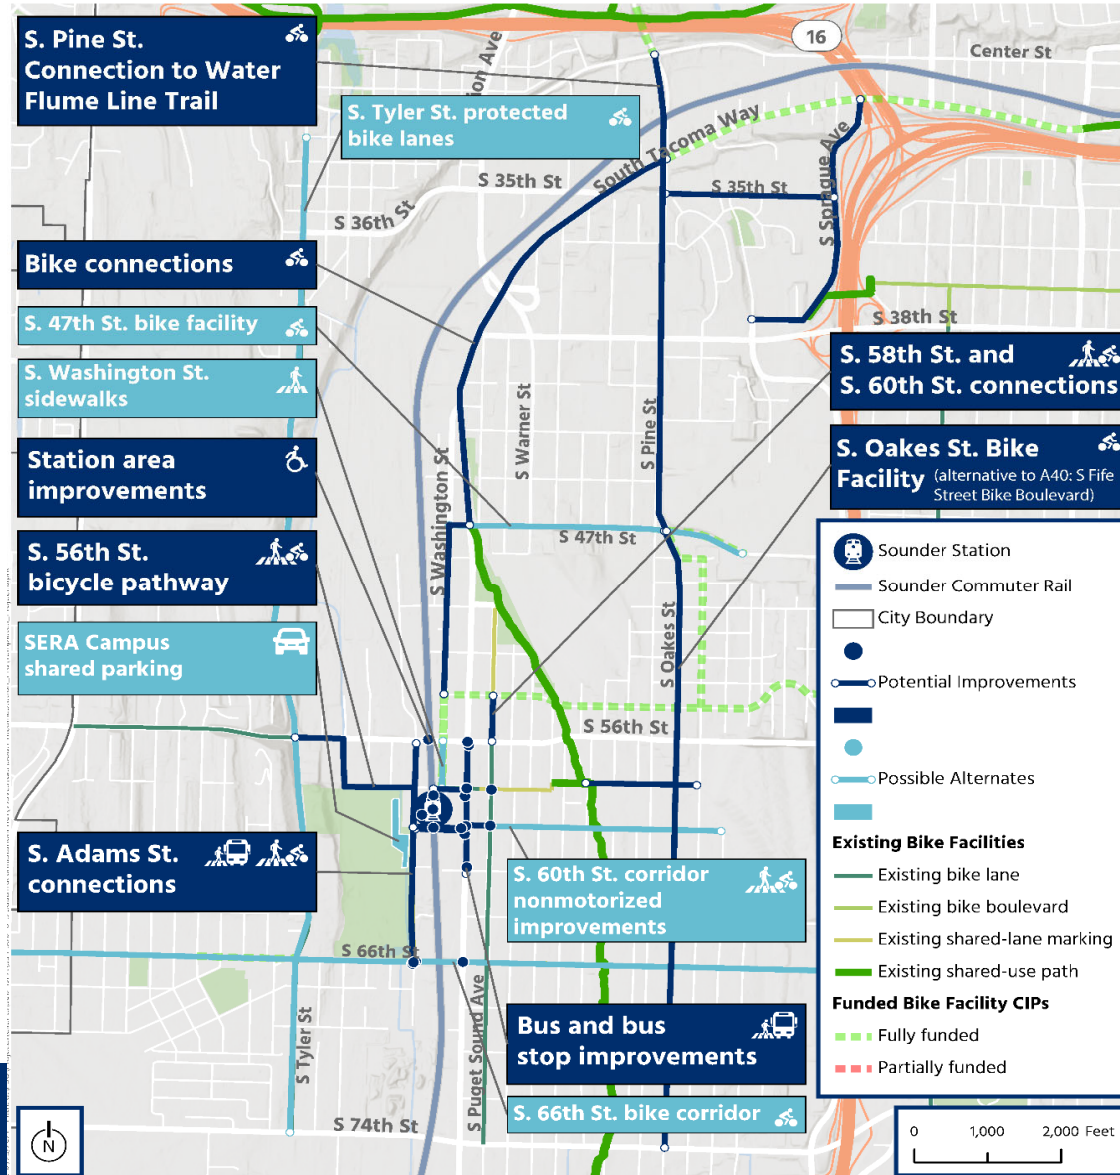 S. Pine St.
Connection to Water
Flume Line Trail
16
Center St
ion Ave
S. Tyler St. protected
bike lanes
South Tacoma Way
S 35th St
S 35th St
S Sprague Ave
S 36th St
Bike connections
S. 47th St. bike facility
S 38th St
S. Washington St.
sidewalks
S. 58th St. and
S. 60th St. connections
S Warner St
S Pine St
Station area
improvements
S. Oakes St. Bike
Facility (alternative to A40: S Fife
Street Bike Boulevard)
S Washington St
S 47th St
S. 56th St.
bicycle pathway
SERA Campus
shared parking
S Oakes St
S 56th St
Sounder Station
Sounder Commuter Rail
City Boundary
Potential Improvements
Possible Alternates
Existing Bike Facilities
Existing bike lane
Existing bike boulevard
Existing shared-lane marking
Existing shared-use path
Funded Bike Facility CIPs
Fully funded
Partially funded
S. Adams St.
connections
S. 60th St. corridor
nonmotorized
improvements
S 66th St
S Tyler St
S Puget Sound Ave
Bus and bus
stop improvements
S. 66th St. bike corridor
S 74th St
N
0 1,000 2,000 Feet